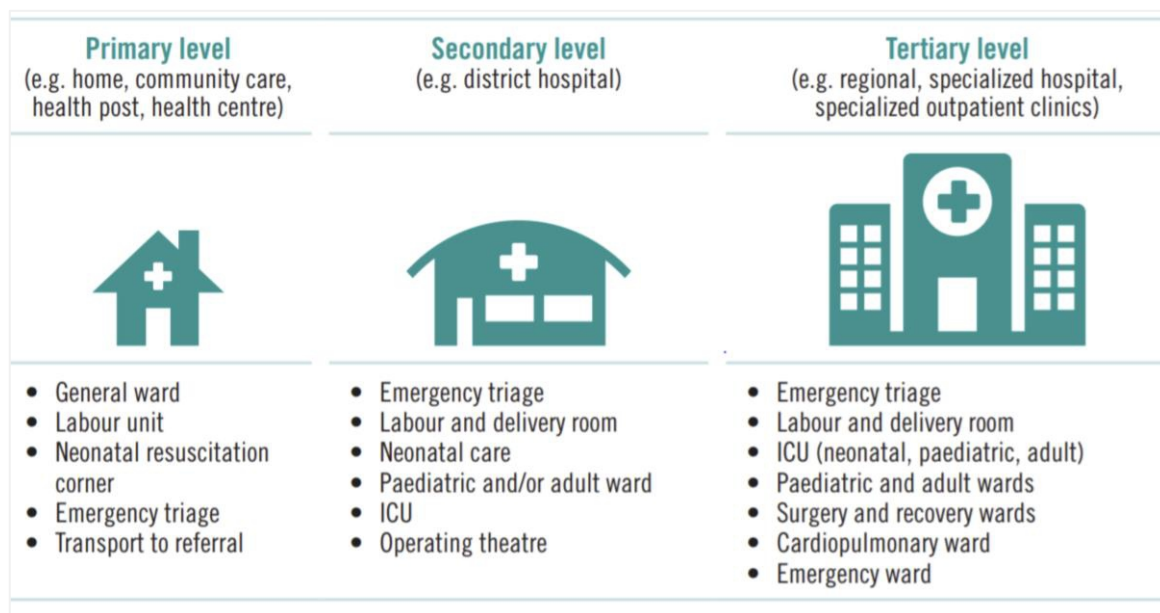 Primary level
(e.g. home, community care,
health post, health centre)
Secondary level
(e.g. district hospital)
Tertiary level
(e.g. regional, specialized hospital,
specialized outpatient clinics)
• General ward
• Labour unit
• Neonatal resuscitation
corner
• Emergency triage
• Transport to referral
• Emergency triage
• Labour and delivery room
• Neonatal care
• Paediatric and/or adult ward
• ICU
• Operating theatre
• Emergency triage
• Labour and delivery room
• ICU (neonatal, paediatric, adult)
• Paediatric and adult wards
• Surgery and recovery wards
• Cardiopulmonary ward
• Emergency ward